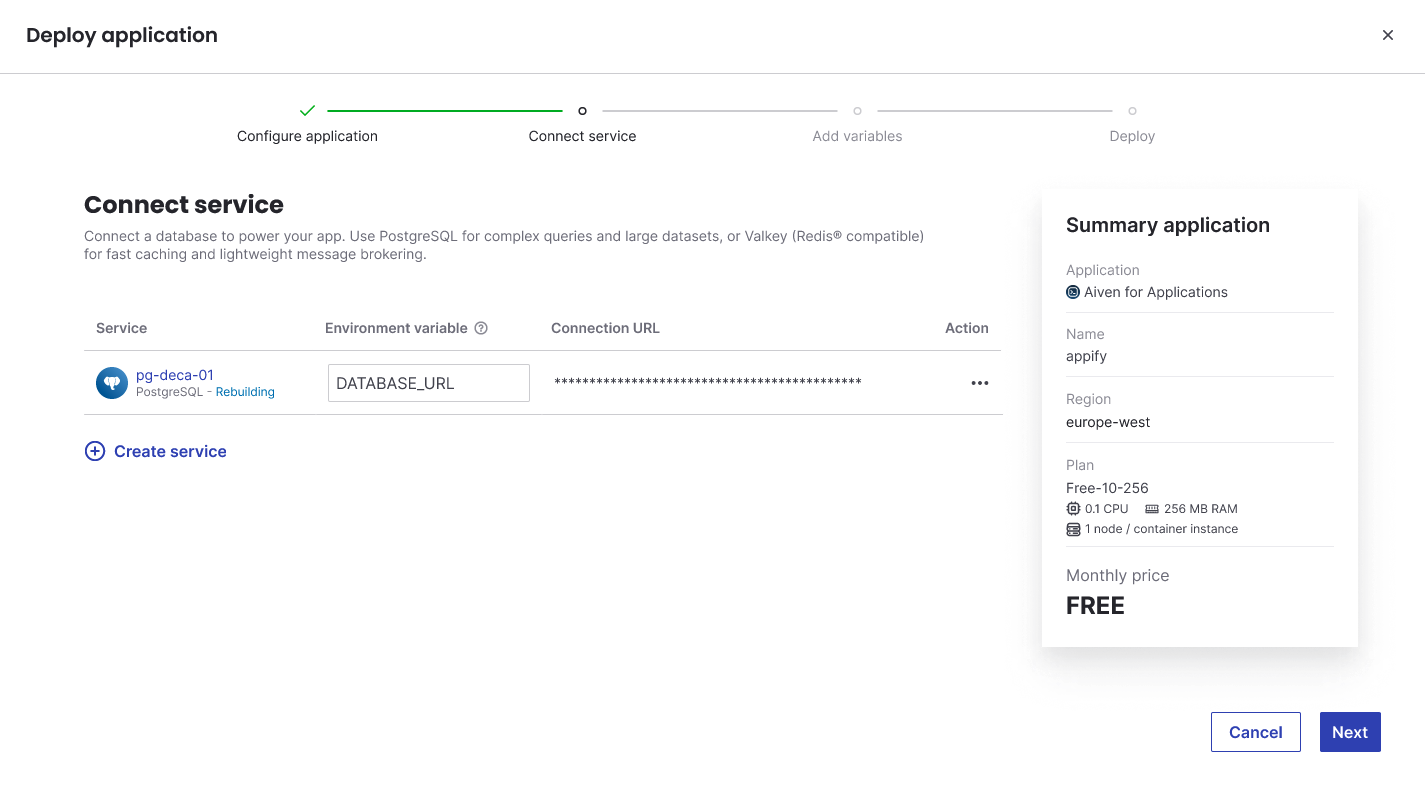 Deploy application
Configure application
Connect service
Add variables
Deploy
Connect service
Connect a database to power your app. Use PostgreSQL for complex queries and large datasets, or Valkey (Redis® compatible)
for fast caching and lightweight message brokering.
Service
Environment variable
Connection URL
Action
pg-deca-01
PostgreSQL - Rebuilding
DATABASE_URL
********************************************
Create service
Summary application
Application
Aiven for Applications
Name
appify
Region
europe-west
Plan
Free-10-256
0.1 CPU 256 MB RAM
1 node / container instance
Monthly price
FREE
Cancel
Next